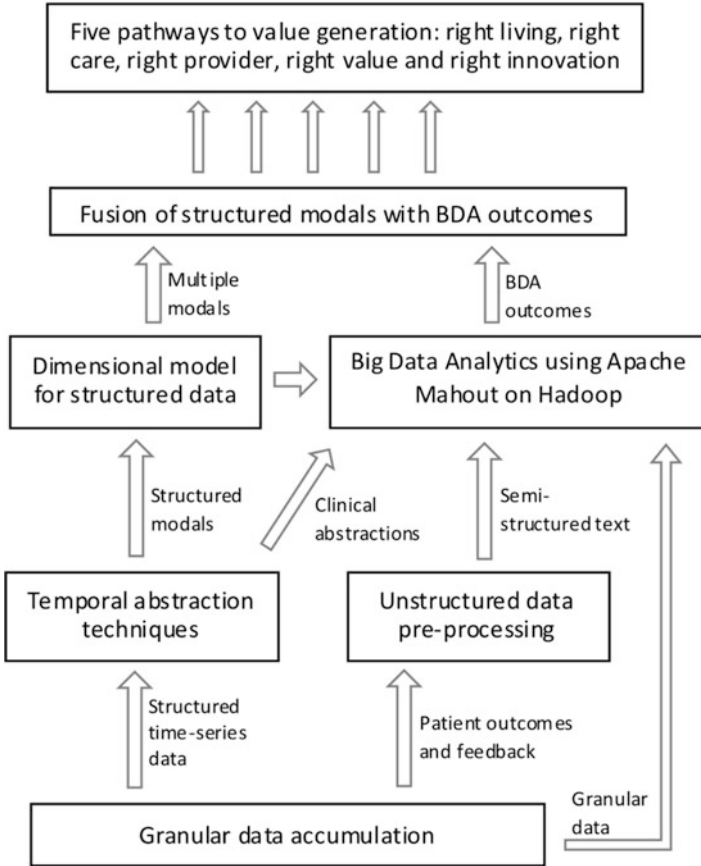 Five pathways to value generation: right living, right
care, right provider, right value and right innovation
Fusion of structured modals with BDA outcomes
Multiple
modals
BDA
outcomes
Dimensional model
for structured data
Big Data Analytics using Apache
Mahout on Hadoop
Structured
modals
Clinical
abstractions
Semi-
structured text
Temporal abstraction
techniques
Unstructured data
pre-processing
Structured
time-series
data
Patient outcomes
and feedback
Granular
data
Granular data accumulation